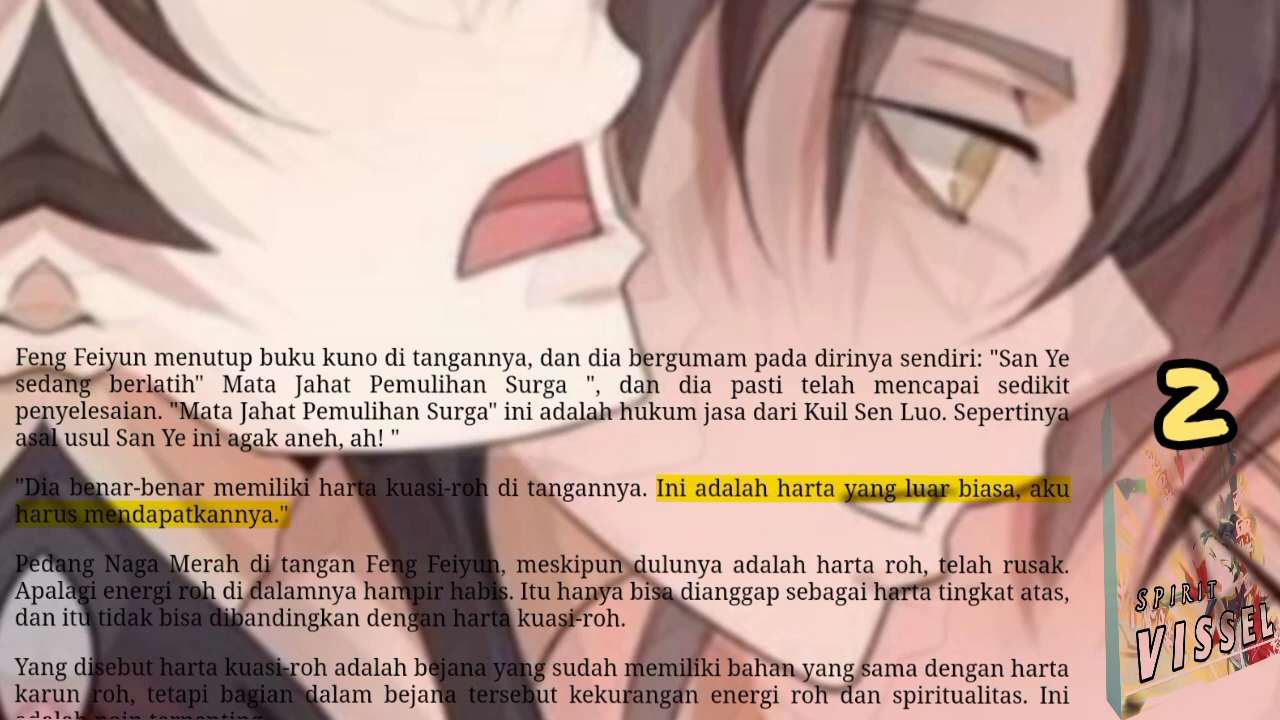 Feng Feiyun menutup buku kuno di tangannya, dan dia bergumam pada dirinya sendiri: "San Ye
sedang berlatih" Mata Jahat Pemulihan Surga ", dan dia pasti telah mencapai sedikit
penyelesaian. "Mata Jahat Pemulihan Surga" ini adalah hukum jasa dari Kuil Sen Luo. Sepertinya
asal usul San Ye ini agak aneh, ah! "
"Dia benar-benar memiliki harta kuasi-roh di tangannya. Ini adalah harta yang luar biasa, aku
harus mendapatkannya."
Pedang Naga Merah di tangan Feng Feiyun, meskipun dulunya adalah harta roh, telah rusak.
Apalagi energi roh di dalamnya hampir habis. Itu hanya bisa dianggap sebagai harta tingkat atas,
dan itu tidak bisa dibandingkan dengan harta kuasi-roh.
Yang disebut harta kuasi-roh adalah bejana yang sudah memiliki bahan yang sama dengan harta
karun roh, tetapi bagian dalam bejana tersebut kekurangan energi roh dan spiritualitas. Ini
adalah poin terpenting.
2
SPIRIT
VISSEL